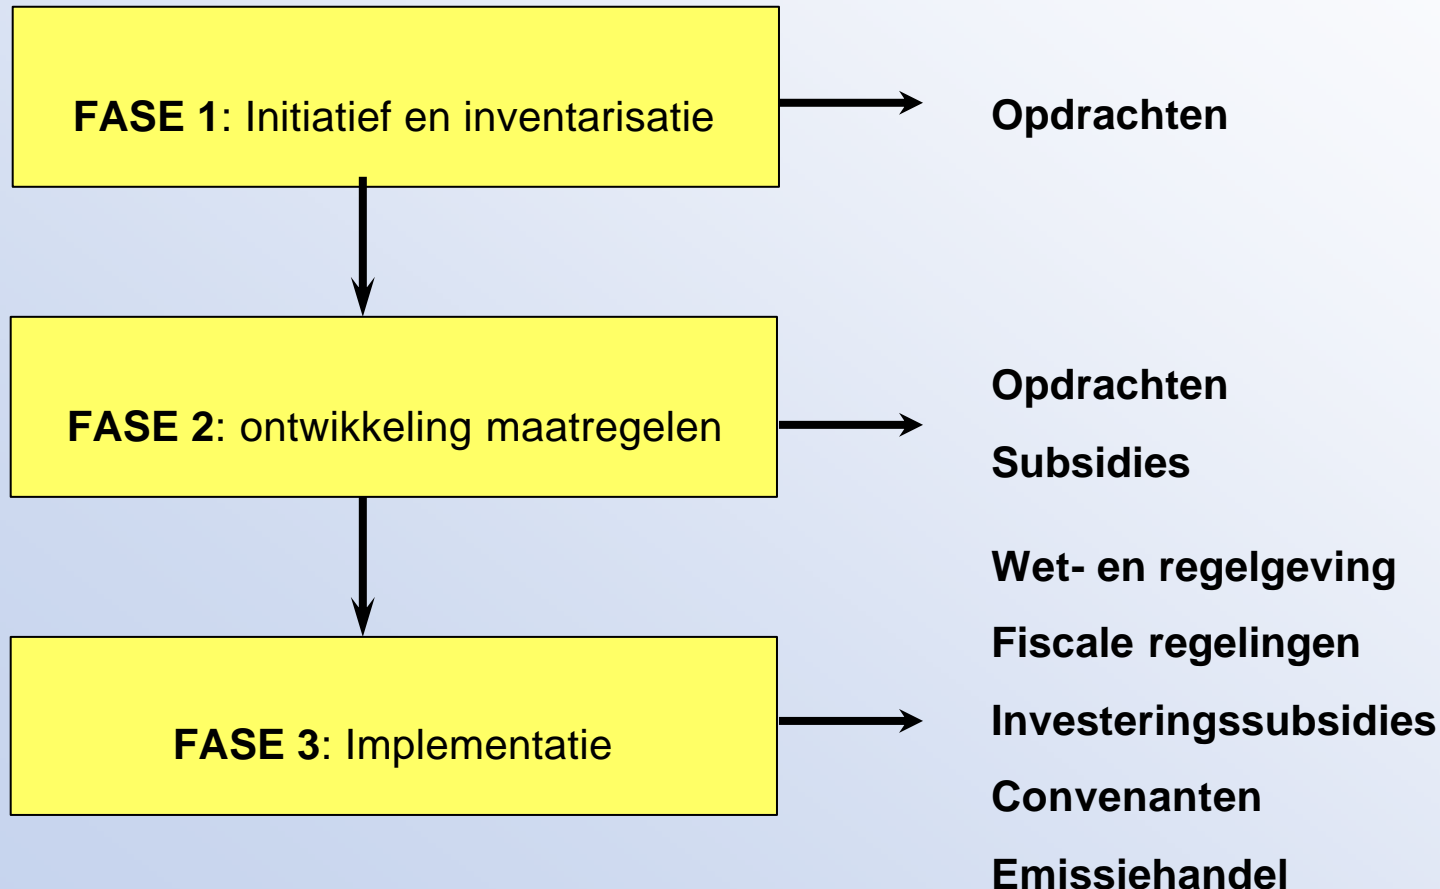 FASE 1: Initiatief en inventarisatie
Opdrachten
FASE 2: ontwikkeling maatregelen
Opdrachten
Subsidies
FASE 3: Implementatie
Wet- en regelgeving
Fiscale regelingen
Investeringssubsidies
Convenanten
Emissiehandel